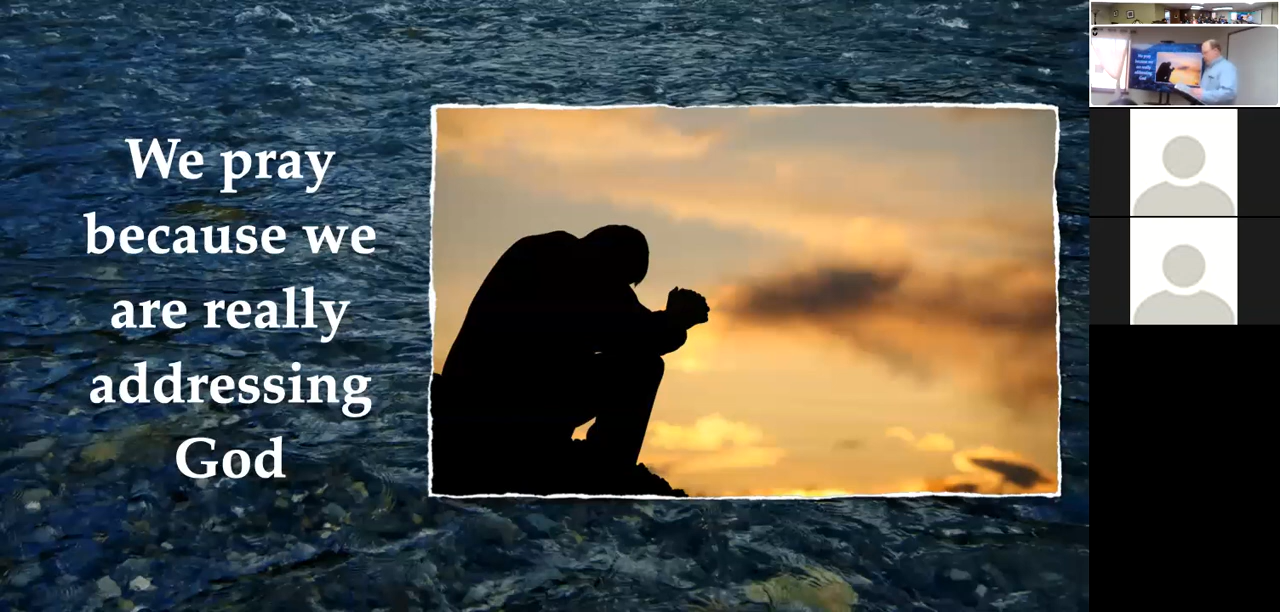 We pray
because we
are really
addressing
God